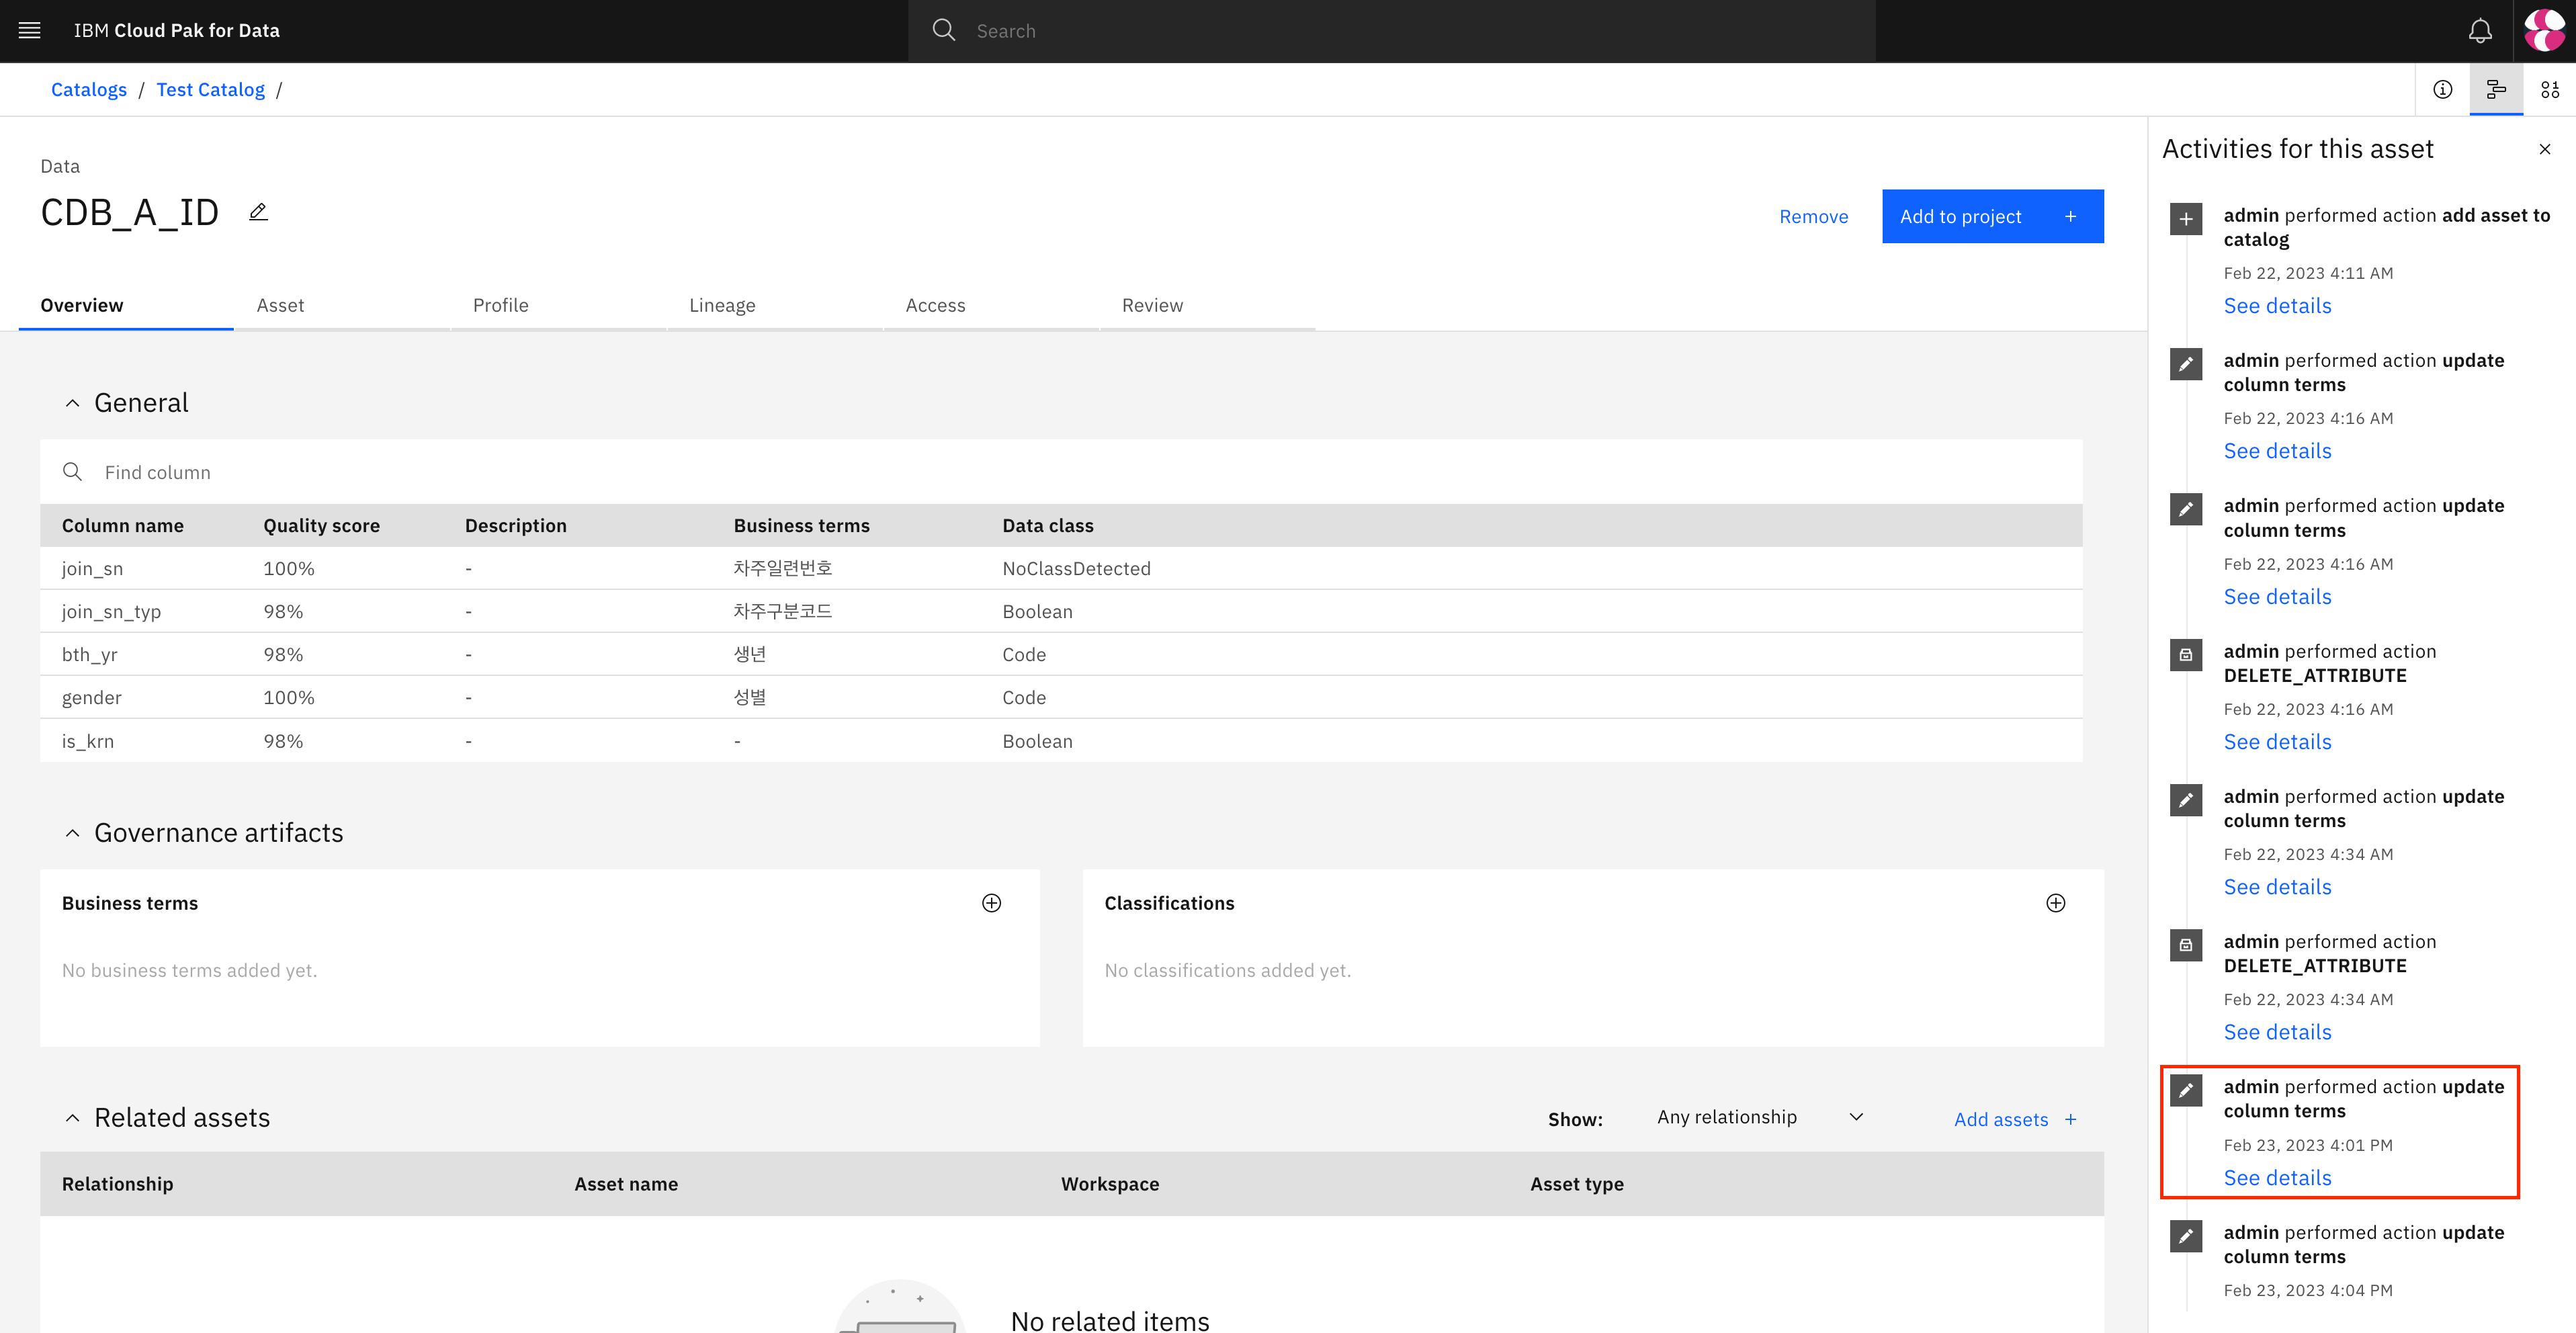 IBM Cloud Pak for Data
Search
Catalogs / Test Catalog /
Data
CDB_A_ID
Remove
Add to project +
Overview Asset Profile Lineage Access Review
General
Find column
Column name Quality score Description Business terms Data class
join_sn 100% - 차주일련번호 NoClassDetected
join_sn_typ 98% - 차주구분코드 Boolean
bth_yr 98% - 생년 Code
gender 100% - 성별 Code
is_krn 98% - - Boolean
Governance artifacts
Business terms
No business terms added yet.
Classifications
No classifications added yet.
Related assets
Show: Any relationship
Add assets +
Relationship Asset name Workspace Asset type
No related items
Activities for this asset
admin performed action add asset to
catalog
Feb 22, 2023 4:11 AM
See details
admin performed action update
column terms
Feb 22, 2023 4:16 AM
See details
admin performed action update
column terms
Feb 22, 2023 4:16 AM
See details
admin performed action
DELETE_ATTRIBUTE
Feb 22, 2023 4:16 AM
See details
admin performed action update
column terms
Feb 22, 2023 4:34 AM
See details
admin performed action
DELETE_ATTRIBUTE
Feb 22, 2023 4:34 AM
See details
admin performed action update
column terms
Feb 23, 2023 4:01 PM
See details
admin performed action update
column terms
Feb 23, 2023 4:04 PM